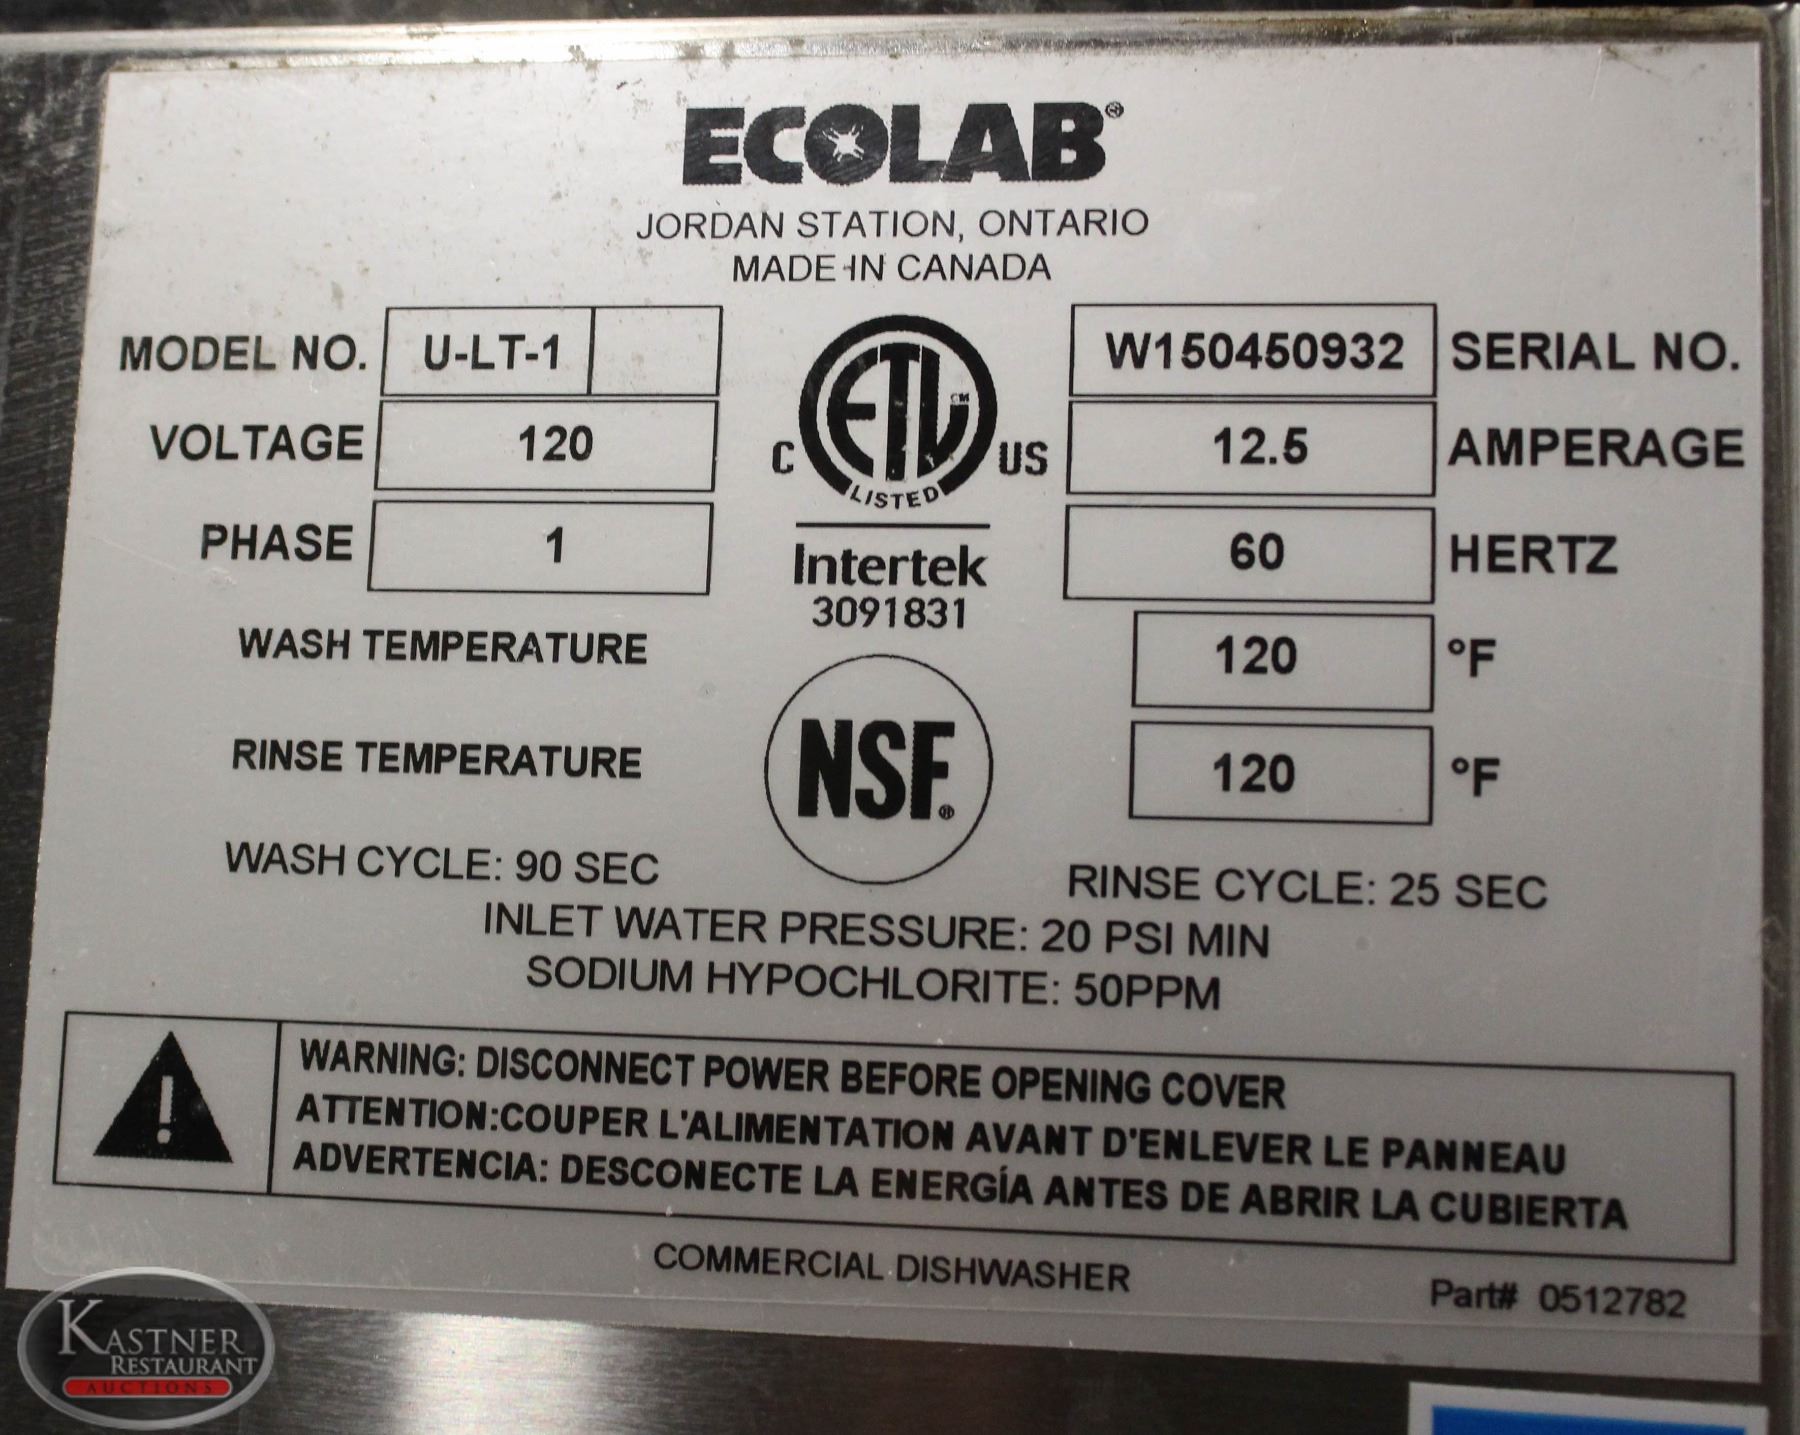 ECOLAB®
JORDAN STATION, ONTARIO
MADE IN CANADA
MODEL NO. U-LT-1 W150450932 SERIAL NO.
VOLTAGE 120 C ETL CM US 12.5 AMPERAGE
LISTED
PHASE 1 Intertek 60 HERTZ
3091831
WASH TEMPERATURE 120 °F
RINSE TEMPERATURE NSF® 120 °F
WASH CYCLE: 90 SEC RINSE CYCLE: 25 SEC
INLET WATER PRESSURE: 20 PSI MIN
SODIUM HYPOCHLORITE: 50PPM
! WARNING: DISCONNECT POWER BEFORE OPENING COVER
ATTENTION:COUPER L'ALIMENTATION AVANT D'ENLEVER LE PANNEAU
ADVERTENCIA: DESCONECTE LA ENERGÍA ANTES DE ABRIR LA CUBIERTA
COMMERCIAL DISHWASHER
Part# 0512782
KASTNER
RESTAURANT
AUCTIONS